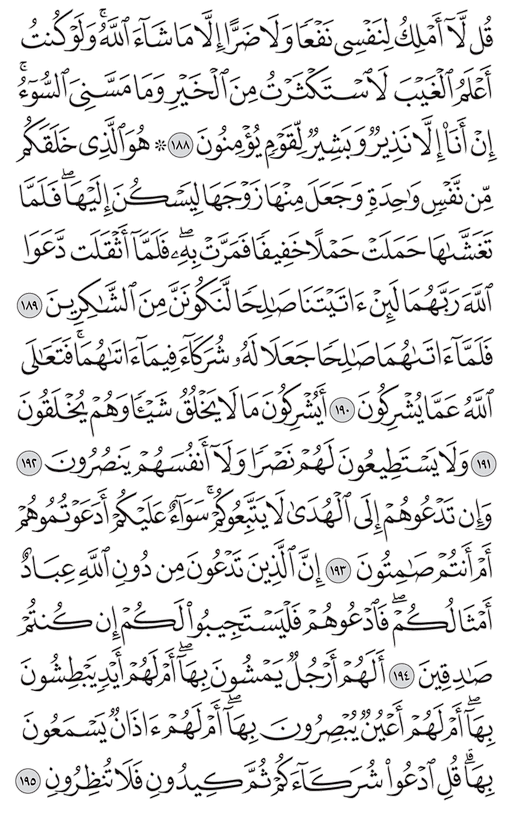 قُل لَّآ أَمۡلِكُ لِنَفۡسِي نَفۡعٗا وَلَا ضَرًّا إِلَّا مَا شَآءَ ٱللَّهُۚ وَلَوۡ كُنتُ
أَعۡلَمُ ٱلۡغَيۡبَ لَٱسۡتَكۡثَرۡتُ مِنَ ٱلۡخَيۡرِ وَمَا مَسَّنِيَ ٱلسُّوٓءُۚ
إِنۡ أَنَا۠ إِلَّا نَذِيرٞ وَبَشِيرٞ لِّقَوۡمٖ يُؤۡمِنُونَ ١٨٨ ۞ هُوَ ٱلَّذِي خَلَقَكُم
مِّن نَّفۡسٖ وَٰحِدَةٖ وَجَعَلَ مِنۡهَا زَوۡجَهَا لِيَسۡكُنَ إِلَيۡهَاۖ فَلَمَّا
تَغَشَّىٰهَا حَمَلَتۡ حَمۡلًا خَفِيفٗا فَمَرَّتۡ بِهِۦۖ فَلَمَّآ أَثۡقَلَت دَّعَوَا
ٱللَّهَ رَبَّهُمَا لَئِنۡ ءَاتَيۡتَنَا صَٰلِحٗا لَّنَكُونَنَّ مِنَ ٱلشَّٰكِرِينَ ١٨٩
فَلَمَّآ ءَاتَىٰهُمَا صَٰلِحٗا جَعَلَا لَهُۥ شُرَكَآءَ فِيمَآ ءَاتَىٰهُمَاۚ فَتَعَٰلَى
ٱللَّهُ عَمَّا يُشۡرِكُونَ ١٩٠ أَيُشۡرِكُونَ مَا لَا يَخۡلُقُ شَيۡـٔٗا وَهُمۡ يُخۡلَقُونَ
١٩١ وَلَا يَسۡتَطِيعُونَ لَهُمۡ نَصۡرٗا وَلَآ أَنفُسَهُمۡ يَنصُرُونَ ١٩٢
وَإِن تَدۡعُوهُمۡ إِلَى ٱلۡهُدَىٰ لَا يَتَّبِعُوكُمۡۚ سَوَآءٌ عَلَيۡكُمۡ أَدَعَوۡتُمُوهُمۡ
أَمۡ أَنتُمۡ صَٰمِتُونَ ١٩٣ إِنَّ ٱلَّذِينَ تَدۡعُونَ مِن دُونِ ٱللَّهِ عِبَادٌ
أَمۡثَالُكُمۡۖ فَٱدۡعُوهُمۡ فَلۡيَسۡتَجِيبُواْ لَكُمۡ إِن كُنتُمۡ
صَٰدِقِينَ ١٩٤ أَلَهُمۡ أَرۡجُلٞ يَمۡشُونَ بِهَآۖ أَمۡ لَهُمۡ أَيۡدٖ يَبۡطِشُونَ
بِهَآۖ أَمۡ لَهُمۡ أَعۡيُنٞ يُبۡصِرُونَ بِهَآۖ أَمۡ لَهُمۡ ءَاذَانٞ يَسۡمَعُونَ
بِهَاۗ قُلِ ٱدۡعُواْ شُرَكَآءَكُمۡ ثُمَّ كِيدُونِ فَلَا تُنظِرُونِ ١٩٥